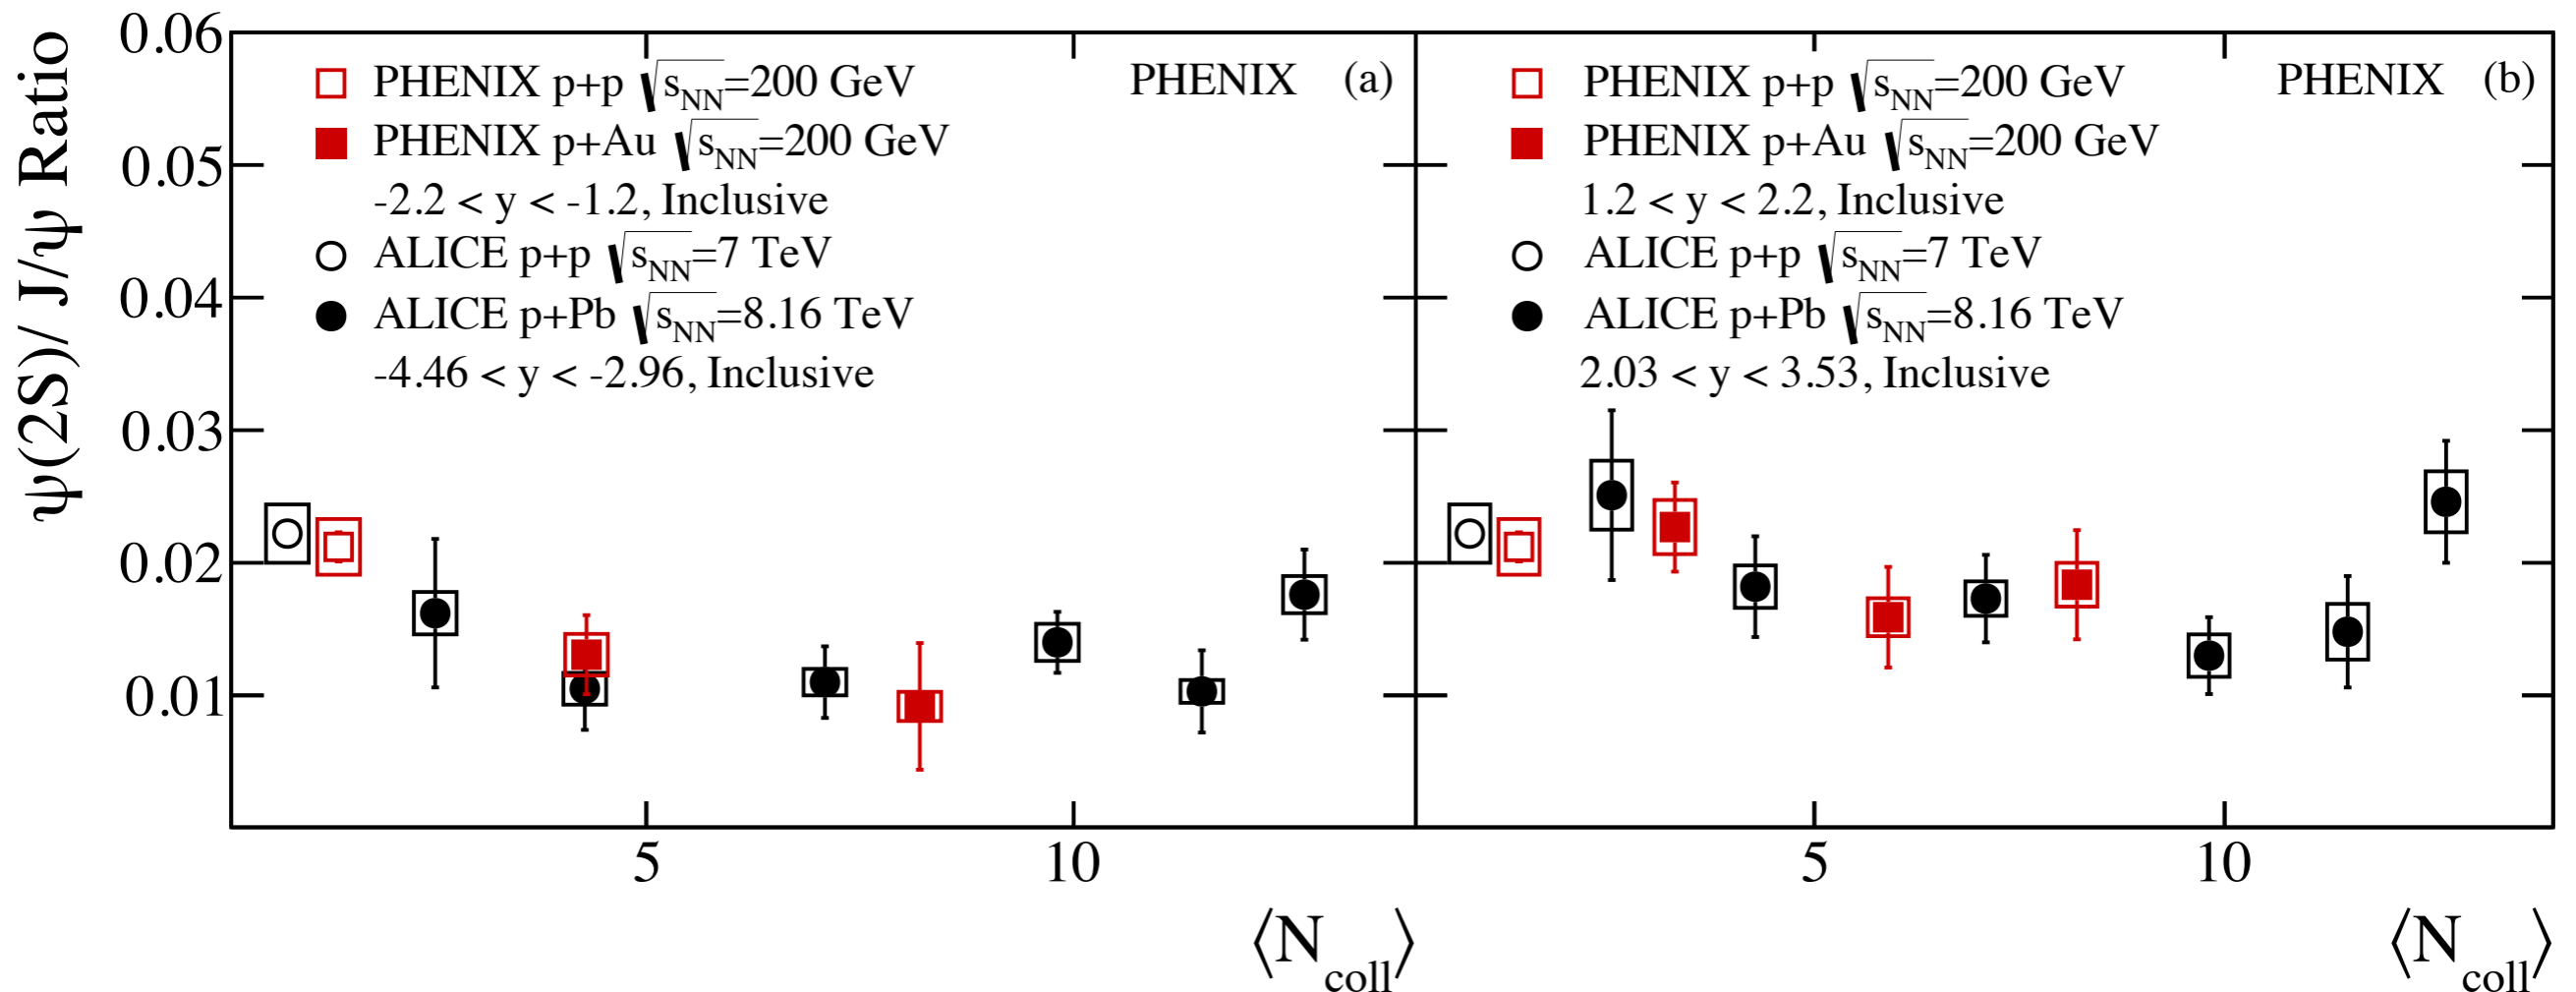 ψ(2S)/ J/ψ Ratio
0.06
0.05
0.04
0.03
0.02
0.01
PHENIX p+p √sNN=200 GeV
PHENIX p+Au √sNN=200 GeV
-2.2 < y < -1.2, Inclusive
ALICE p+p √sNN=7 TeV
ALICE p+Pb √sNN=8.16 TeV
-4.46 < y < -2.96, Inclusive
PHENIX (a)
5
10
⟨Ncoll⟩
PHENIX p+p √sNN=200 GeV
PHENIX p+Au √sNN=200 GeV
1.2 < y < 2.2, Inclusive
ALICE p+p √sNN=7 TeV
ALICE p+Pb √sNN=8.16 TeV
2.03 < y < 3.53, Inclusive
PHENIX (b)
5
10
⟨Ncoll⟩